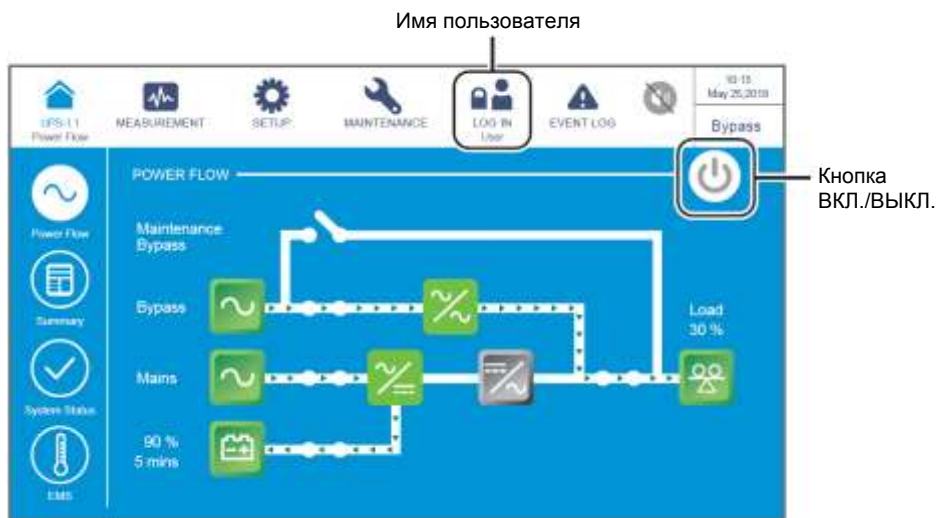 Имя пользователя
UPS-1.1
Power Flow
MEASUREMENT
SETUP
MAINTENANCE
LOG IN
User
EVENT LOG
10:15
May 25,2018
Bypass
POWER FLOW
Кнопка
ВКЛ./ВЫКЛ.
Power Flow
Maintenance
Bypass
Summary
Bypass
Load
30 %
System Status
Mains
90 %
5 mins
EMS